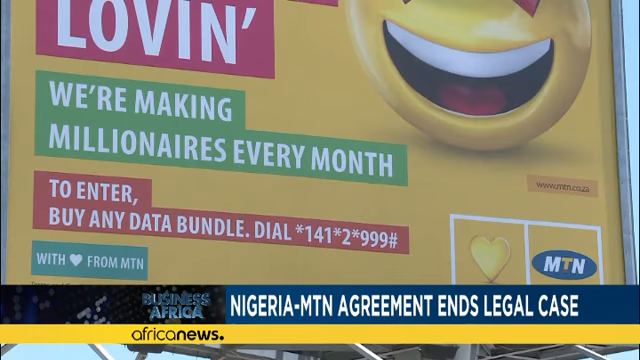 LOVIN'
WE'RE MAKING
MILLIONAIRES EVERY MONTH
TO ENTER,
BUY ANY DATA BUNDLE. DIAL *141*2*999#
WITH ♥ FROM MTN
www.mtn.co.za
MTN
BUSINESS
AFRICA
NIGERIA-MTN AGREEMENT ENDS LEGAL CASE
africanews.